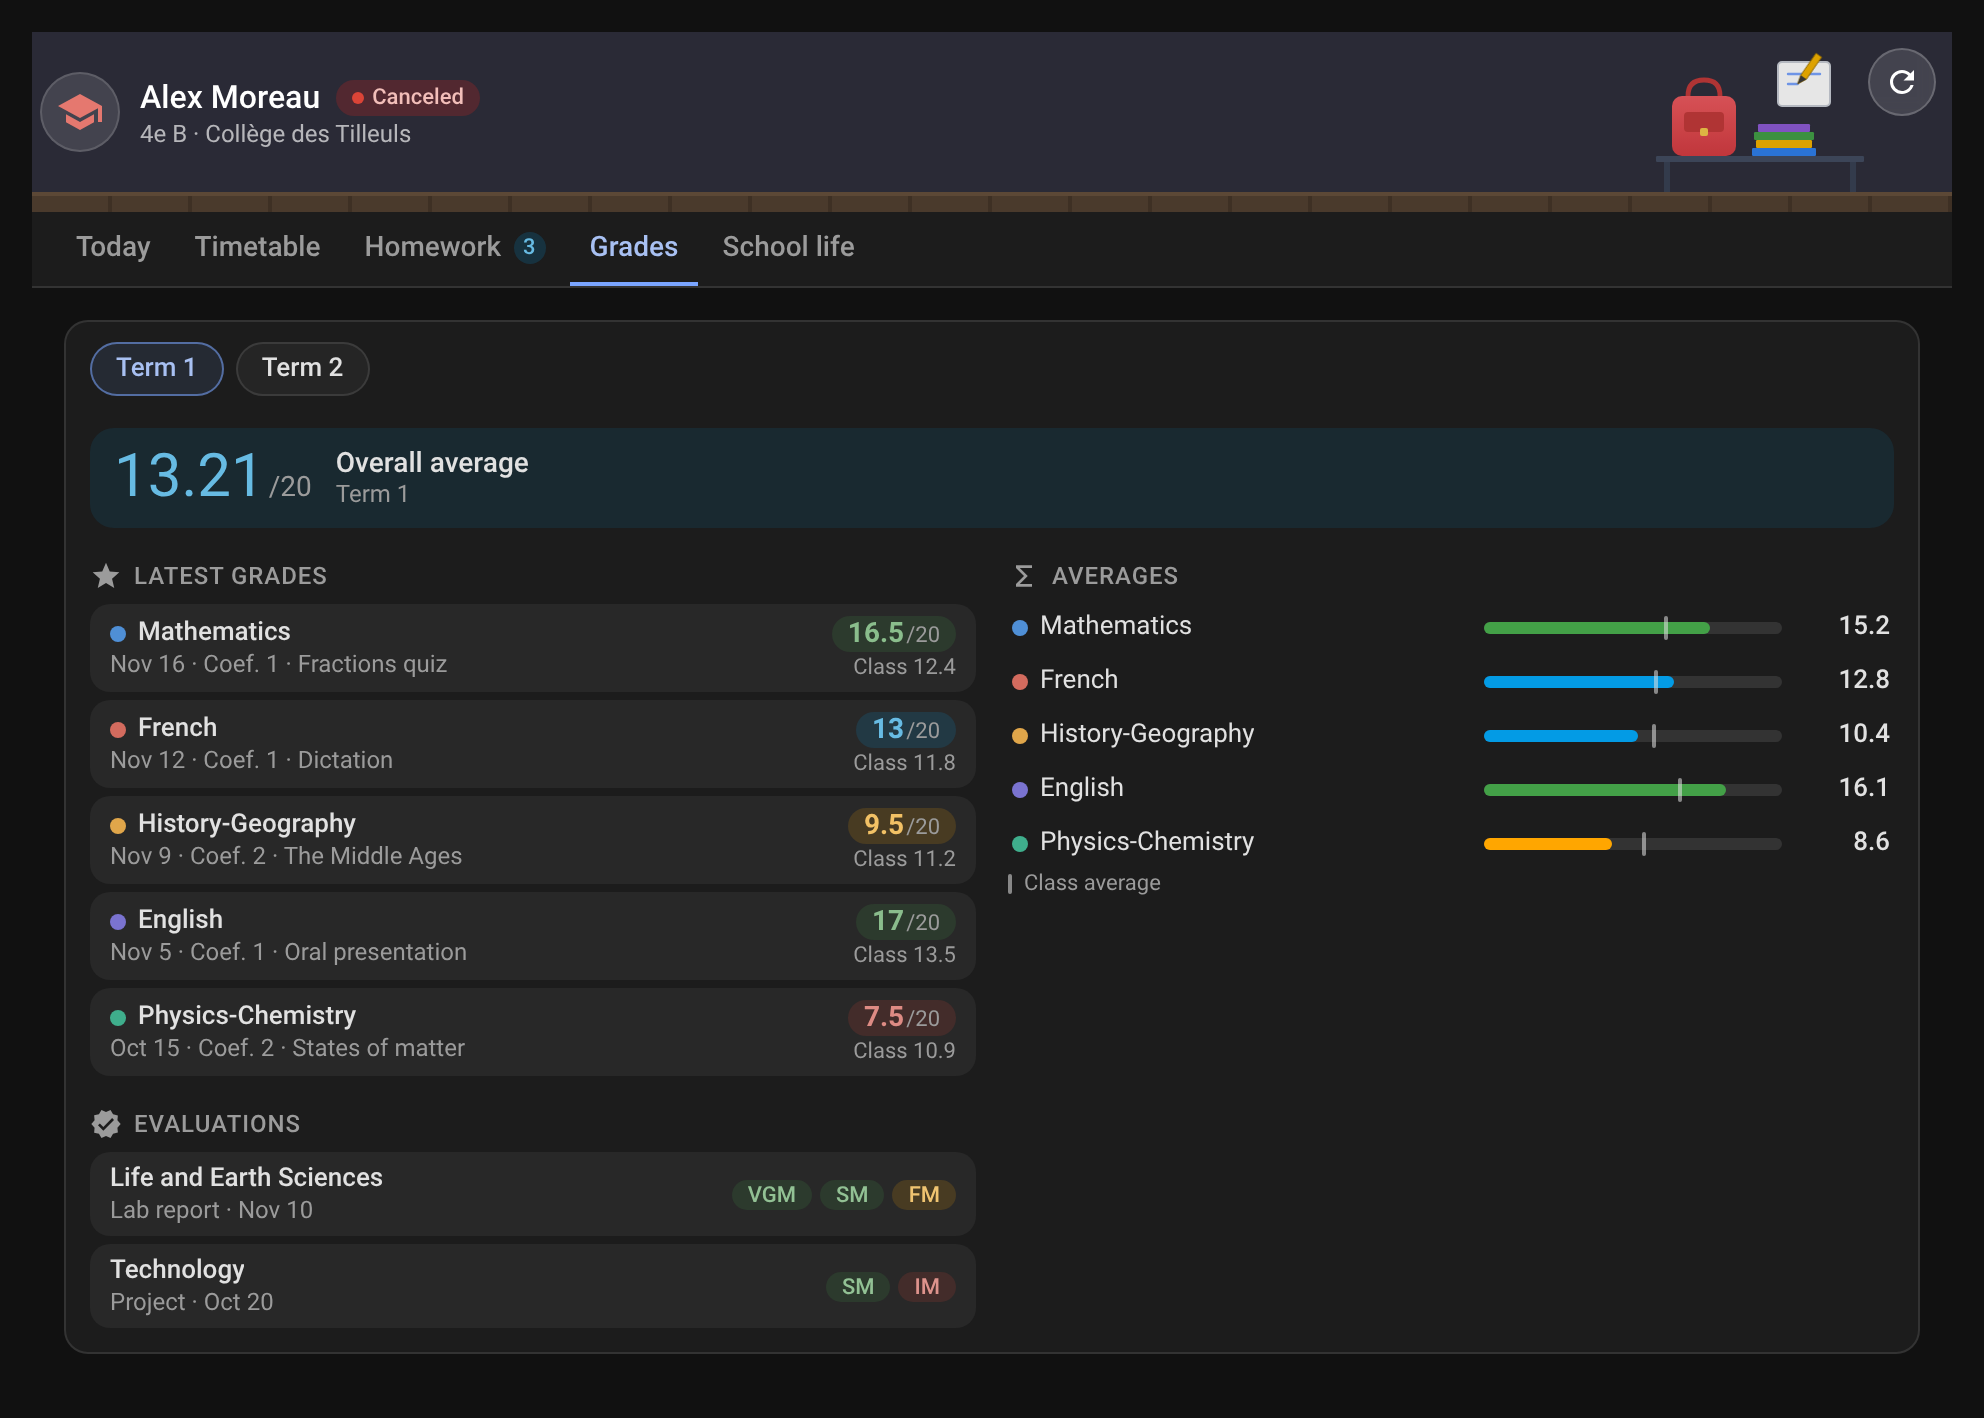 Alex Moreau
Canceled
4e B · Collège des Tilleuls
Today
Timetable
Homework 3
Grades
School life
Term 1
Term 2
13.21/20
Overall average
Term 1
LATEST GRADES
Mathematics
16.5/20
Nov 16 · Coef. 1 · Fractions quiz
Class 12.4
French
13/20
Nov 12 · Coef. 1 · Dictation
Class 11.8
History-Geography
9.5/20
Nov 9 · Coef. 2 · The Middle Ages
Class 11.2
English
17/20
Nov 5 · Coef. 1 · Oral presentation
Class 13.5
Physics-Chemistry
7.5/20
Oct 15 · Coef. 2 · States of matter
Class 10.9
EVALUATIONS
Life and Earth Sciences
Lab report · Nov 10
VGM
SM
FM
Technology
Project · Oct 20
SM
IM
Σ AVERAGES
Mathematics
15.2
French
12.8
History-Geography
10.4
English
16.1
Physics-Chemistry
8.6
Class average